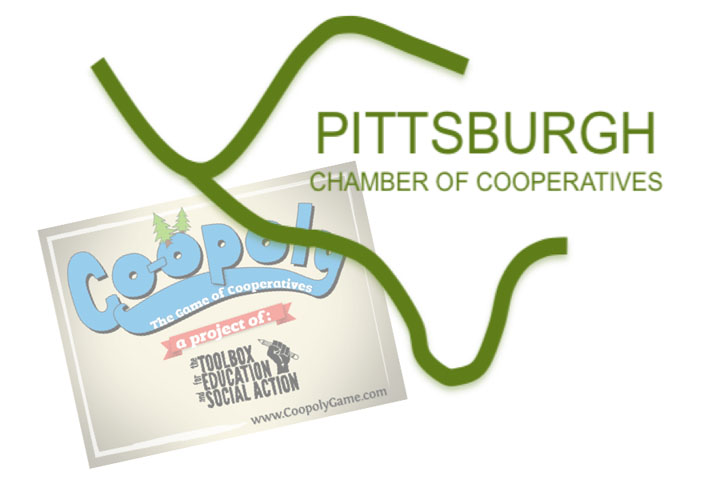 PITTSBURGH
CHAMBER OF COOPERATIVES
Co-opoly
The Game of Cooperatives
a project of:
the TOOLBOX
for EDUCATION
and SOCIAL ACTION
www.CoopolyGame.com